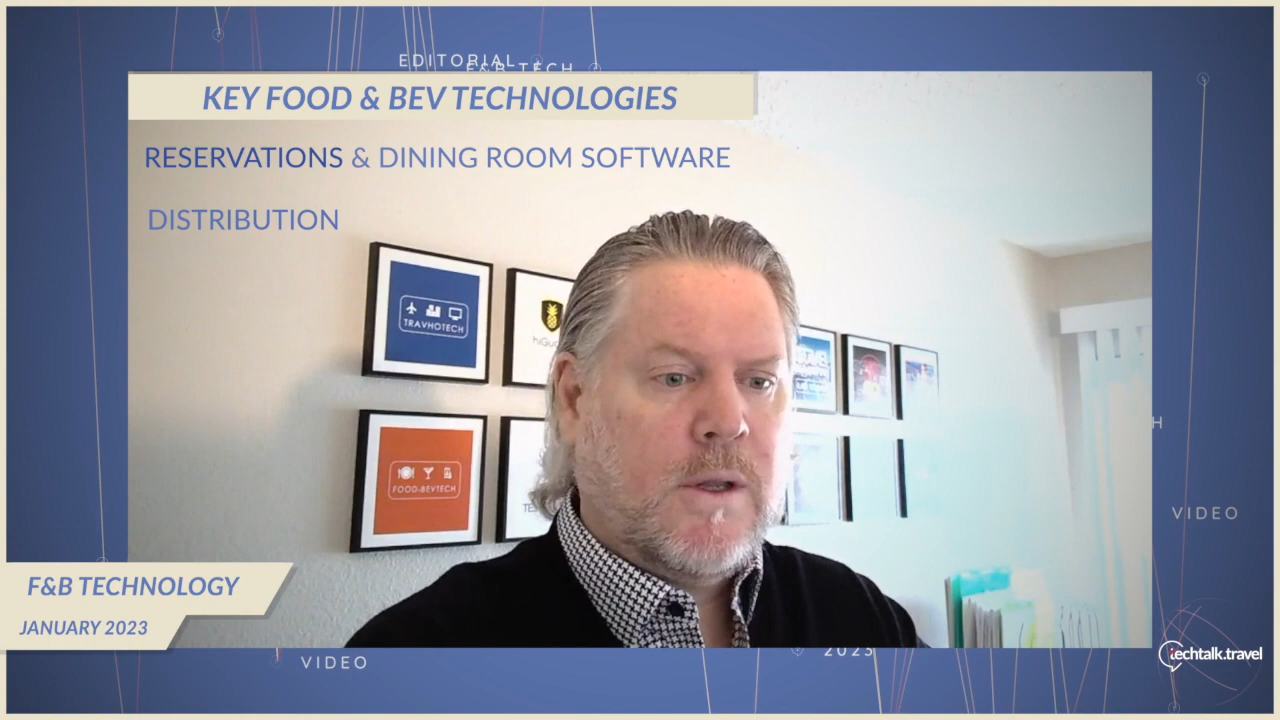 EDITORIAL
F&B TECH
KEY FOOD & BEV TECHNOLOGIES
RESERVATIONS & DINING ROOM SOFTWARE
DISTRIBUTION
TRAVHOTECH
FOOD-BEVTECH
H
VIDEO
F&B TECHNOLOGY
JANUARY 2023
techtalk.travel
VIDEO
2023